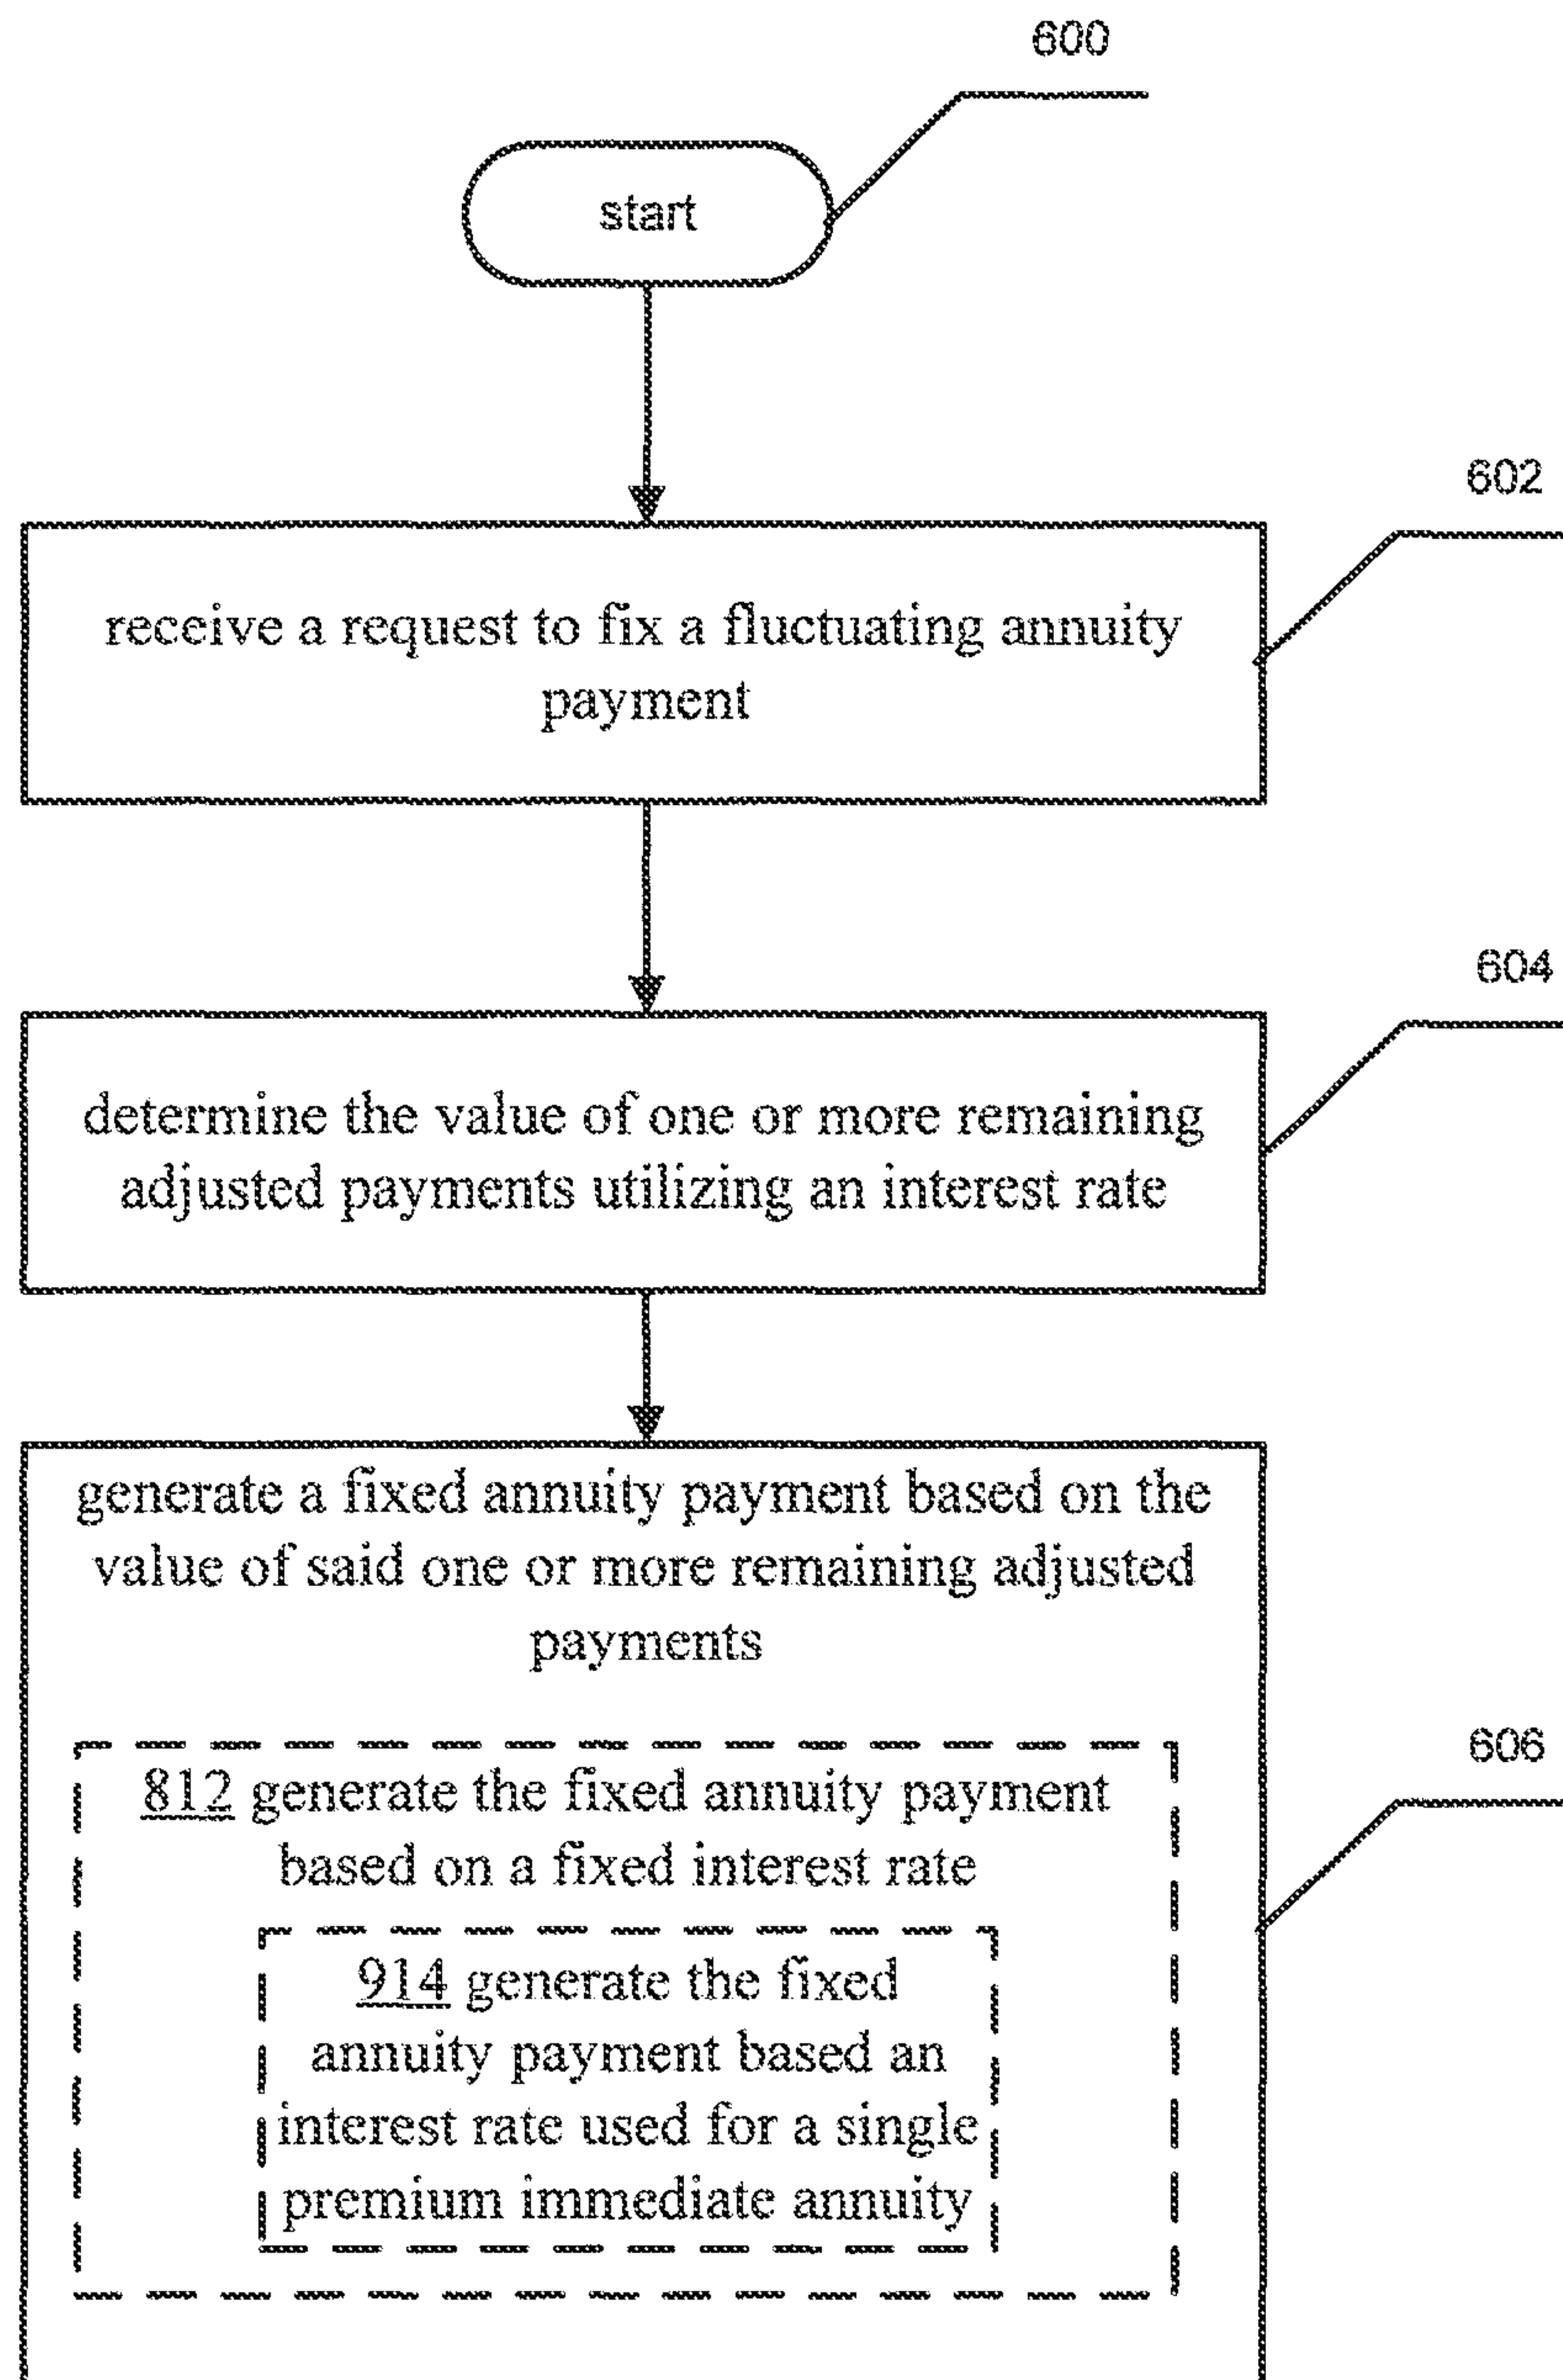 600
start
602
receive a request to fix a fluctuating annuity
payment
604
determine the value of one or more remaining
adjusted payments utilizing an interest rate
generate a fixed annuity payment based on the
value of said one or more remaining adjusted
payments
606
812 generate the fixed annuity payment
based on a fixed interest rate
914 generate the fixed
annuity payment based an
interest rate used for a single
premium immediate annuity